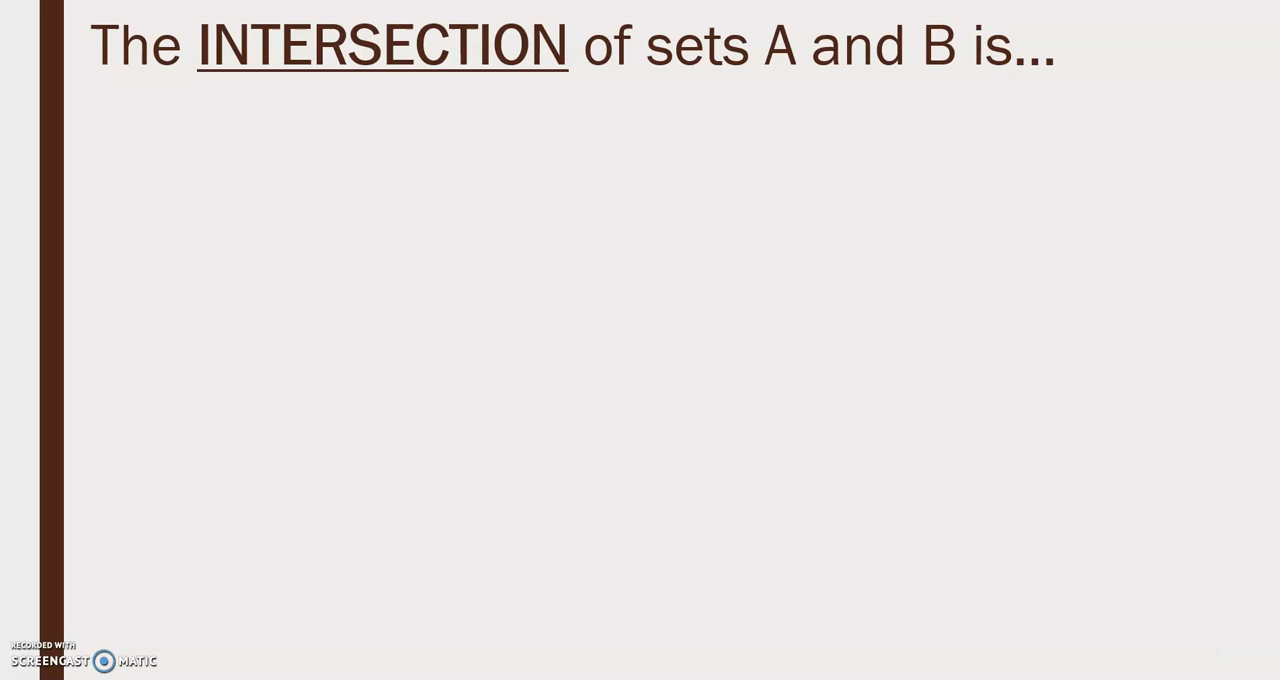 The INTERSECTION of sets A and B is...
RECORDED WITH
SCREENCAST MATIC